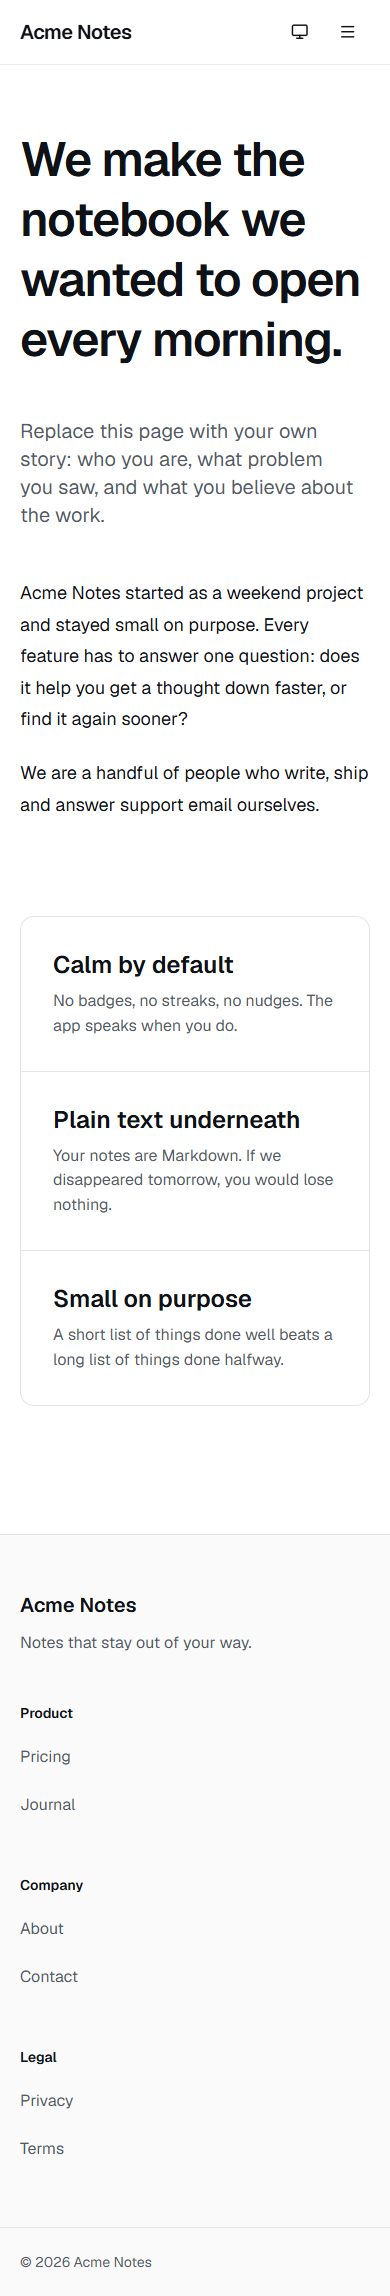 Acme Notes
We make the
notebook we
wanted to open
every morning.
Replace this page with your own
story: who you are, what problem
you saw, and what you believe about
the work.
Acme Notes started as a weekend project
and stayed small on purpose. Every
feature has to answer one question: does
it help you get a thought down faster, or
find it again sooner?
We are a handful of people who write, ship
and answer support email ourselves.
Calm by default
No badges, no streaks, no nudges. The
app speaks when you do.
Plain text underneath
Your notes are Markdown. If we
disappeared tomorrow, you would lose
nothing.
Small on purpose
A short list of things done well beats a
long list of things done halfway.
Acme Notes
Notes that stay out of your way.
Product
Pricing
Journal
Company
About
Contact
Legal
Privacy
Terms
© 2026 Acme Notes